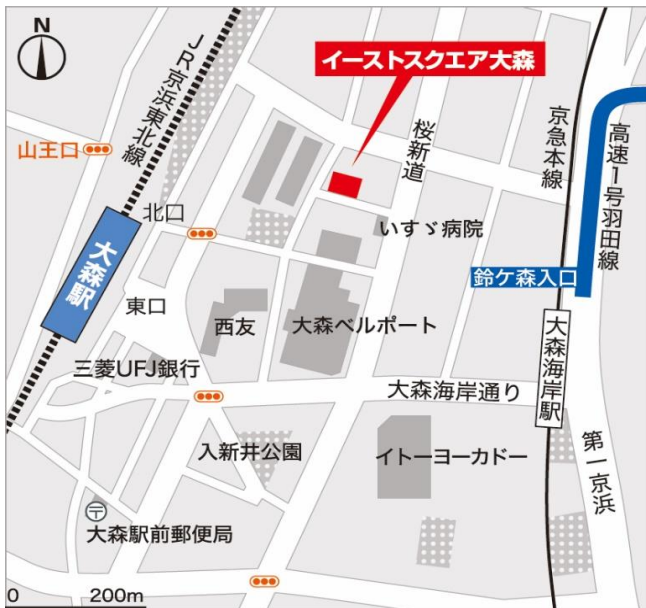 N
JR京浜東北線
イーストスクエア大森
桜新道
京急本線
高速1号羽田線
山王口
北口
いすゞ病院
大森駅
鈴ケ森入口
東口
西友
大森ベルポート
大森海岸駅
三菱UFJ銀行
大森海岸通り
入新井公園
イトーヨーカドー
第一京浜
〒
大森駅前郵便局
0 200m